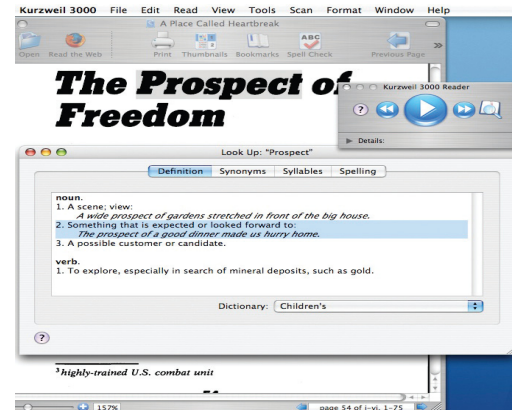 Kurzweil 3000 File Edit Read View Tools Scan Format Window Help
A Place Called Heartbreak
Open Read the Web Print Thumbnails Bookmarks Spell Check Previous Page
ABC
The Prospect of
Freedom
Kurzweil 3000 Reader
?
Details:
Look Up: "Prospect"
Definition Synonyms Syllables Spelling
noun.
1. A scene; view:
A wide prospect of gardens stretched in front of the big house.
2. Something that is expected or looked forward to:
The prospect of a good dinner made us hurry home.
3. A possible customer or candidate.
verb.
1. To explore, especially in search of mineral deposits, such as gold.
Dictionary: Children's
?
3highly-trained U.S. combat unit
157% page 54 of i-vi, 1-75